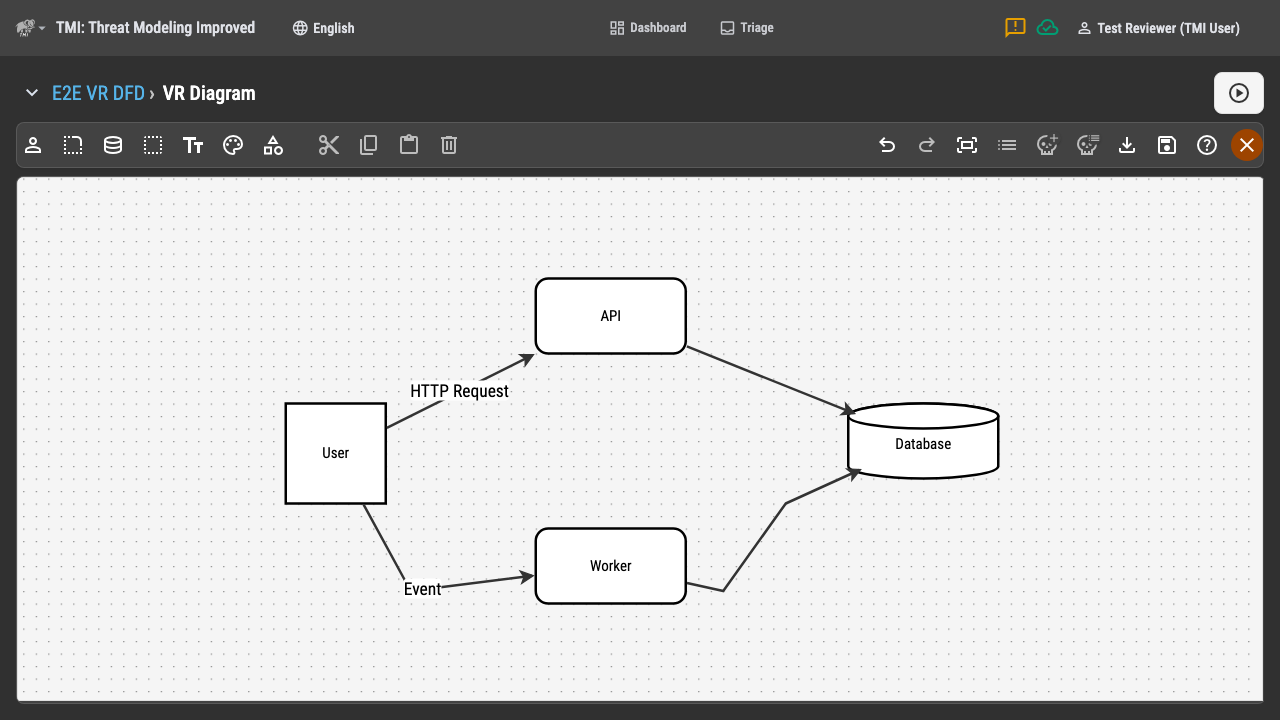 TMI: Threat Modeling Improved
English
Dashboard
Triage
Test Reviewer (TMI User)
E2E VR DFD › VR Diagram
Tт
API
HTTP Request
User
Database
Worker
Event